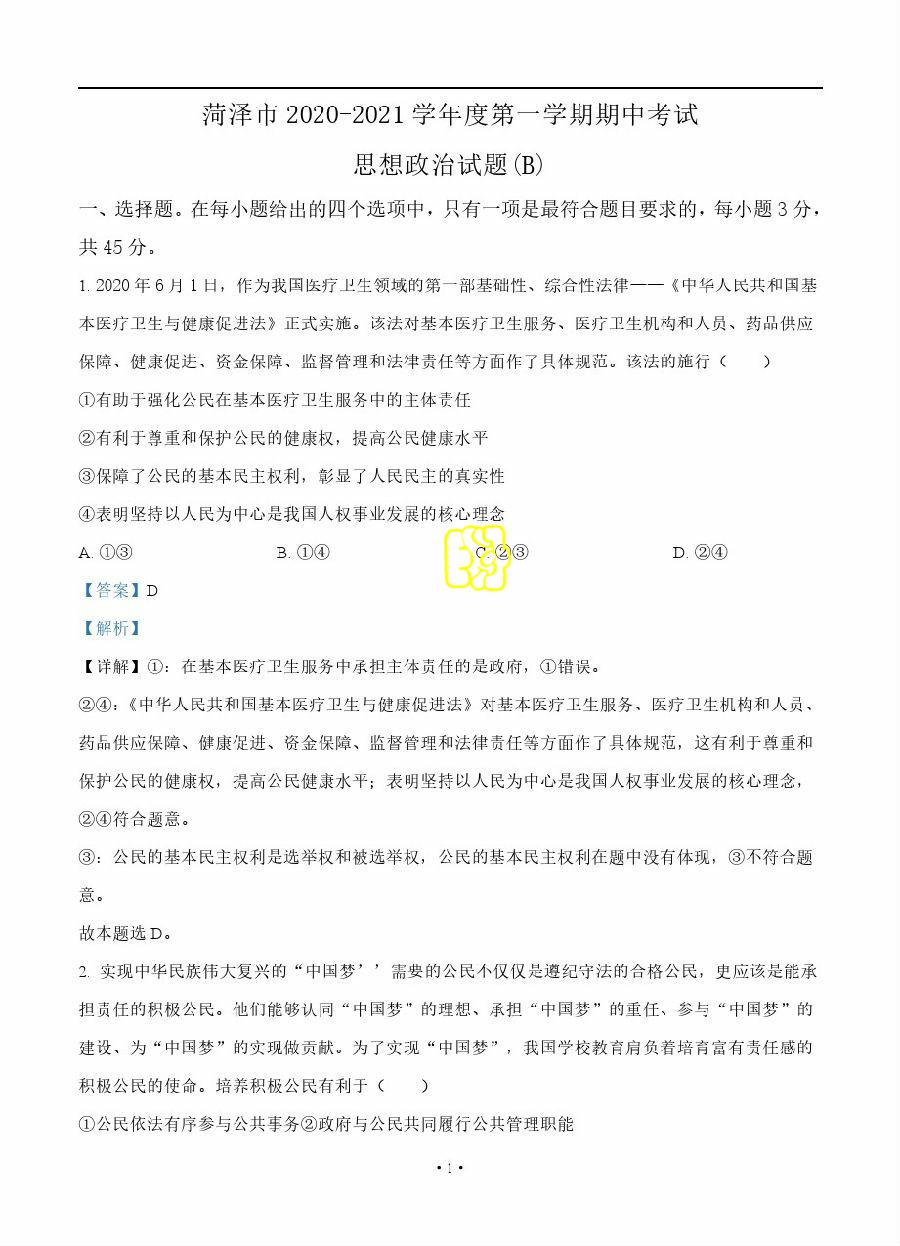 菏泽市 2020-2021 学年度第一学期期中考试
思想政治试题(B)
一、选择题。在每小题给出的四个选项中，只有一项是最符合题目要求的，每小题 3 分，
共 45 分。
1. 2020 年 6 月 1 日，作为我国医疗卫生领域的第一部基础性、综合性法律——《中华人民共和国基
本医疗卫生与健康促进法》正式实施。该法对基本医疗卫生服务、医疗卫生机构和人员、药品供应
保障、健康促进、资金保障、监督管理和法律责任等方面作了具体规范。该法的施行（　　）
①有助于强化公民在基本医疗卫生服务中的主体责任
②有利于尊重和保护公民的健康权，提高公民健康水平
③保障了公民的基本民主权利，彰显了人民民主的真实性
④表明坚持以人民为中心是我国人权事业发展的核心理念
A. ①③ B. ①④ C. ②③ D. ②④
【答案】D
【解析】
【详解】①：在基本医疗卫生服务中承担主体责任的是政府，①错误。
②④：《中华人民共和国基本医疗卫生与健康促进法》对基本医疗卫生服务、医疗卫生机构和人员、
药品供应保障、健康促进、资金保障、监督管理和法律责任等方面作了具体规范，这有利于尊重和
保护公民的健康权，提高公民健康水平；表明坚持以人民为中心是我国人权事业发展的核心理念，
②④符合题意。
③：公民的基本民主权利是选举权和被选举权，公民的基本民主权利在题中没有体现，③不符合题
意。
故本题选 D。
2. 实现中华民族伟大复兴的“中国梦’’需要的公民不仅仅是遵纪守法的合格公民，更应该是能承
担责任的积极公民。他们能够认同“中国梦”的理想、承担“中国梦”的重任、参与“中国梦”的
建设、为“中国梦”的实现做贡献。为了实现“中国梦”，我国学校教育肩负着培育富有责任感的
积极公民的使命。培养积极公民有利于（　　）
①公民依法有序参与公共事务②政府与公民共同履行公共管理职能
• 1 •